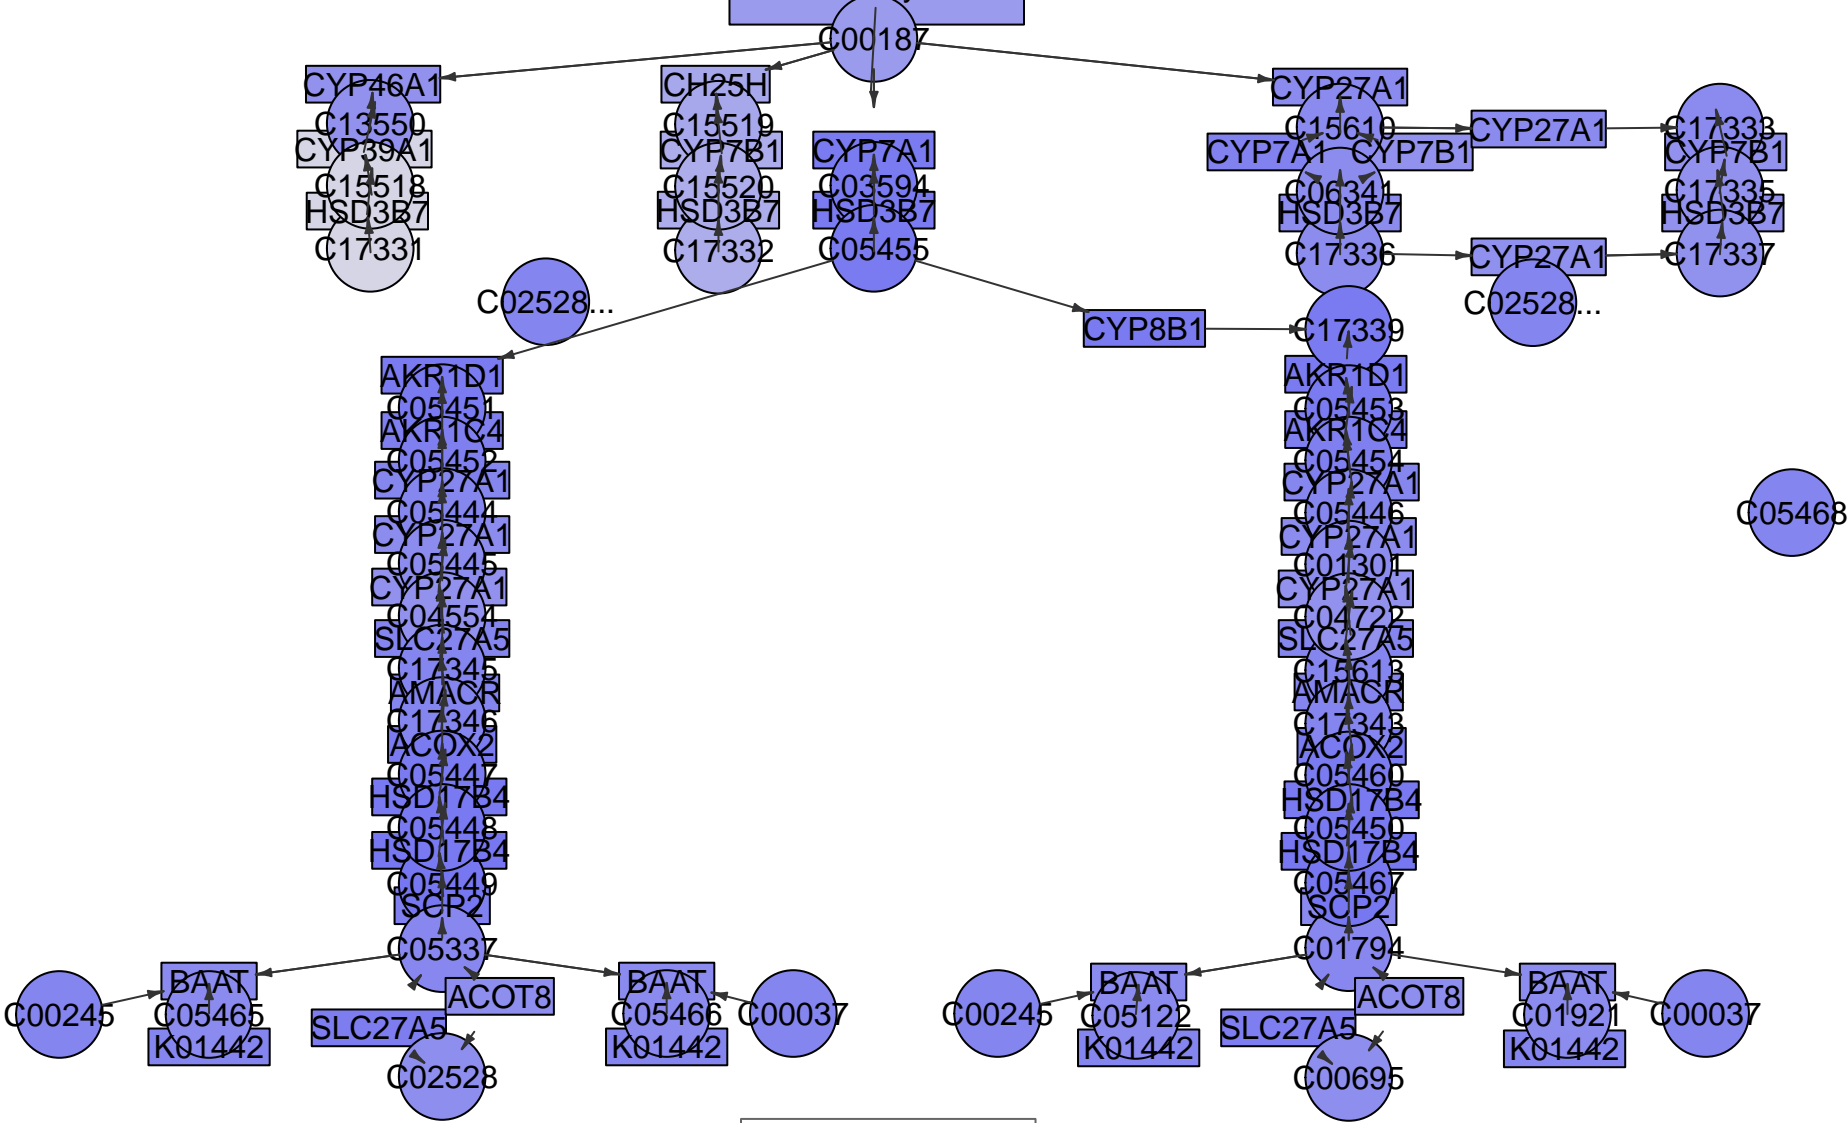 C00187
CYP46A1
CH25H
CYP27A1
C13550
C15519
C15610
CYP27A1
C17333
CYP39A1
CYP7B1
CYP7A1
CYP7A1
CYP7B1
CYP7B1
C15518
C15520
C03594
C06341
C17335
HSD3B7
HSD3B7
HSD3B7
HSD3B7
HSD3B7
C17331
C17332
C05455
C17336
CYP27A1
C17337
C02528...
C02528...
CYP8B1
C17339
AKR1D1
AKR1D1
C05451
C05453
AKR1C4
AKR1C4
C05452
C05454
CYP27A1
CYP27A1
C05444
C05446
C05468
CYP27A1
CYP27A1
C05445
C01301
CYP27A1
CYP27A1
C04554
C04722
SLC27A5
SLC27A5
C17345
C15613
AMACR
AMACR
C17346
C17343
ACOX2
ACOX2
C05447
C05460
HSD17B4
HSD17B4
C05448
C05450
HSD17B4
HSD17B4
C05449
C05467
SCP2
SCP2
C05337
C01794
BAAT
BAAT
BAAT
BAAT
ACOT8
ACOT8
C00245
C05465
C05466
C00037
C00245
C05122
C01921
C00037
SLC27A5
SLC27A5
K01442
K01442
K01442
K01442
C02528
C00695